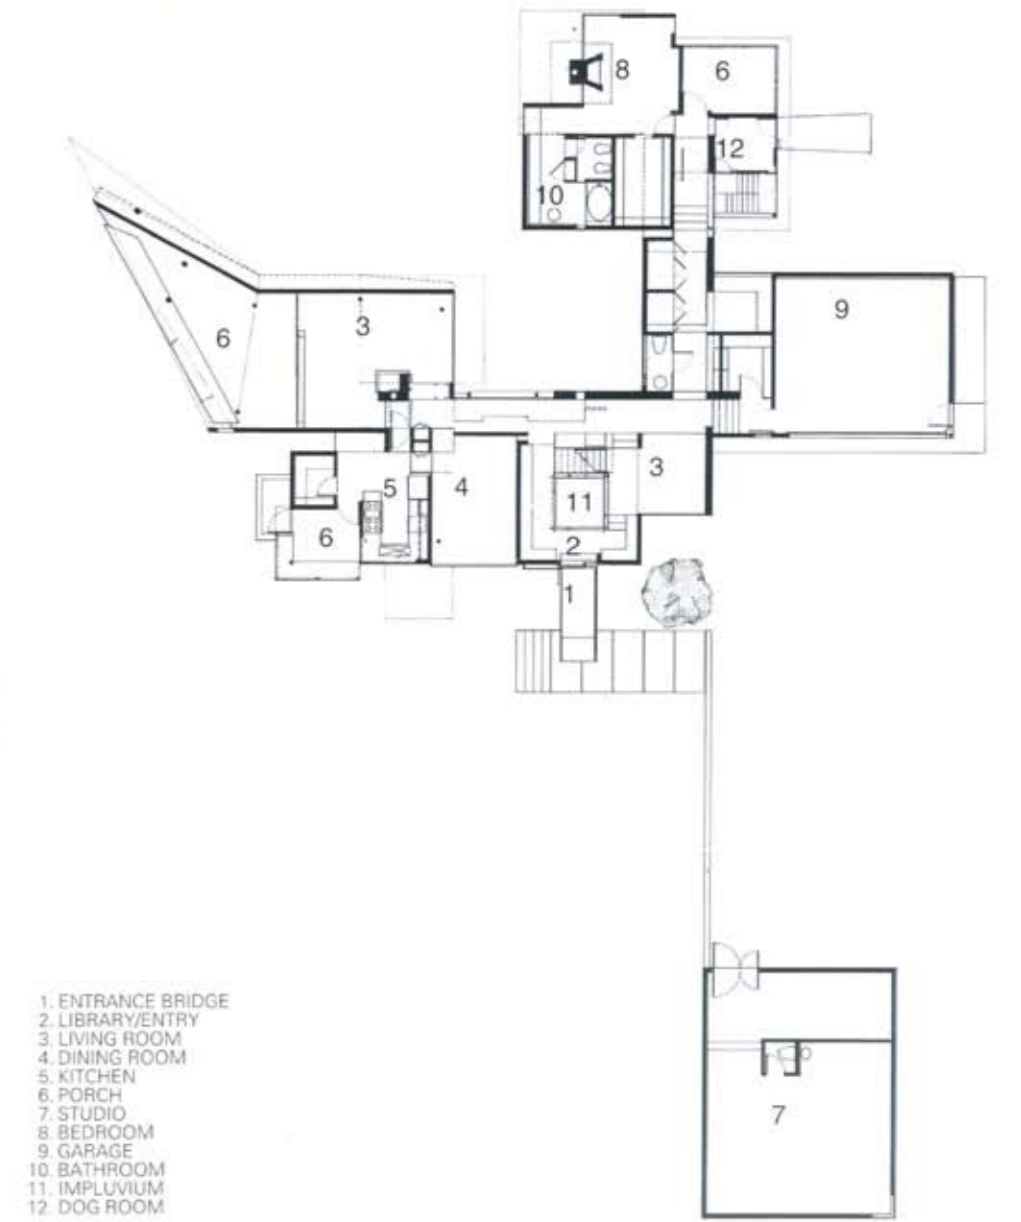 8
6
12
10
9
3
6
3
5
4
11
6
2
1
7
1. ENTRANCE BRIDGE
2. LIBRARY/ENTRY
3. LIVING ROOM
4. DINING ROOM
5. KITCHEN
6. PORCH
7. STUDIO
8. BEDROOM
9. GARAGE
10. BATHROOM
11. IMPLUVIUM
12. DOG ROOM